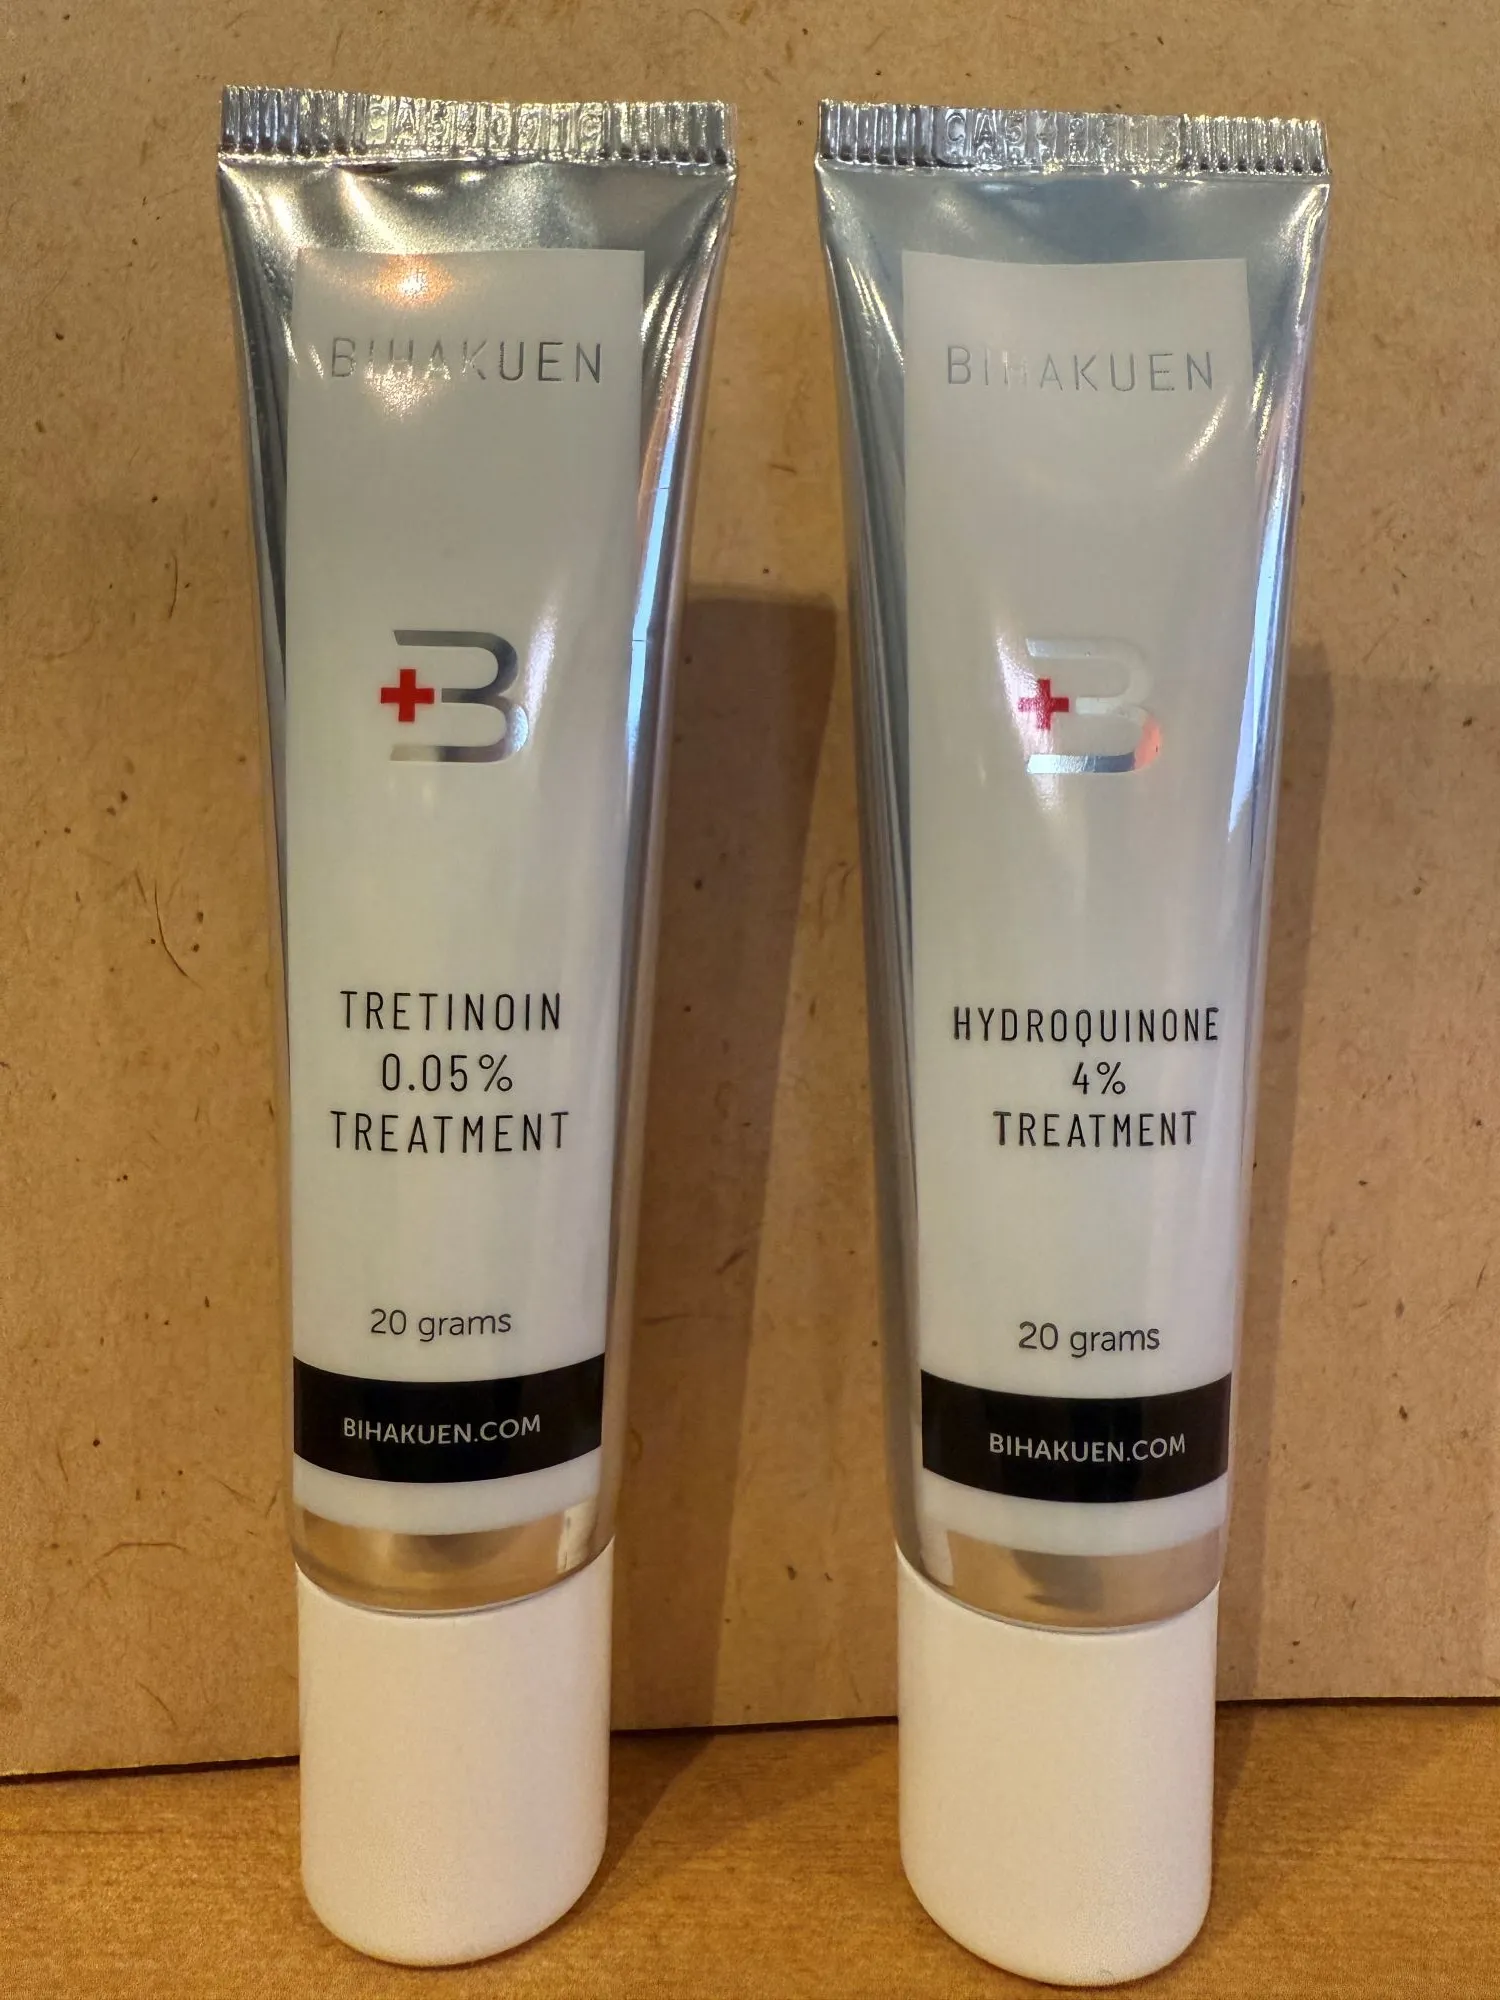 BIHAKUEN
B
TRETINOIN
0.05%
TREATMENT
20 grams
BIHAKUEN.COM
BIHAKUEN
B
HYDROQUINONE
4%
TREATMENT
20 grams
BIHAKUEN.COM